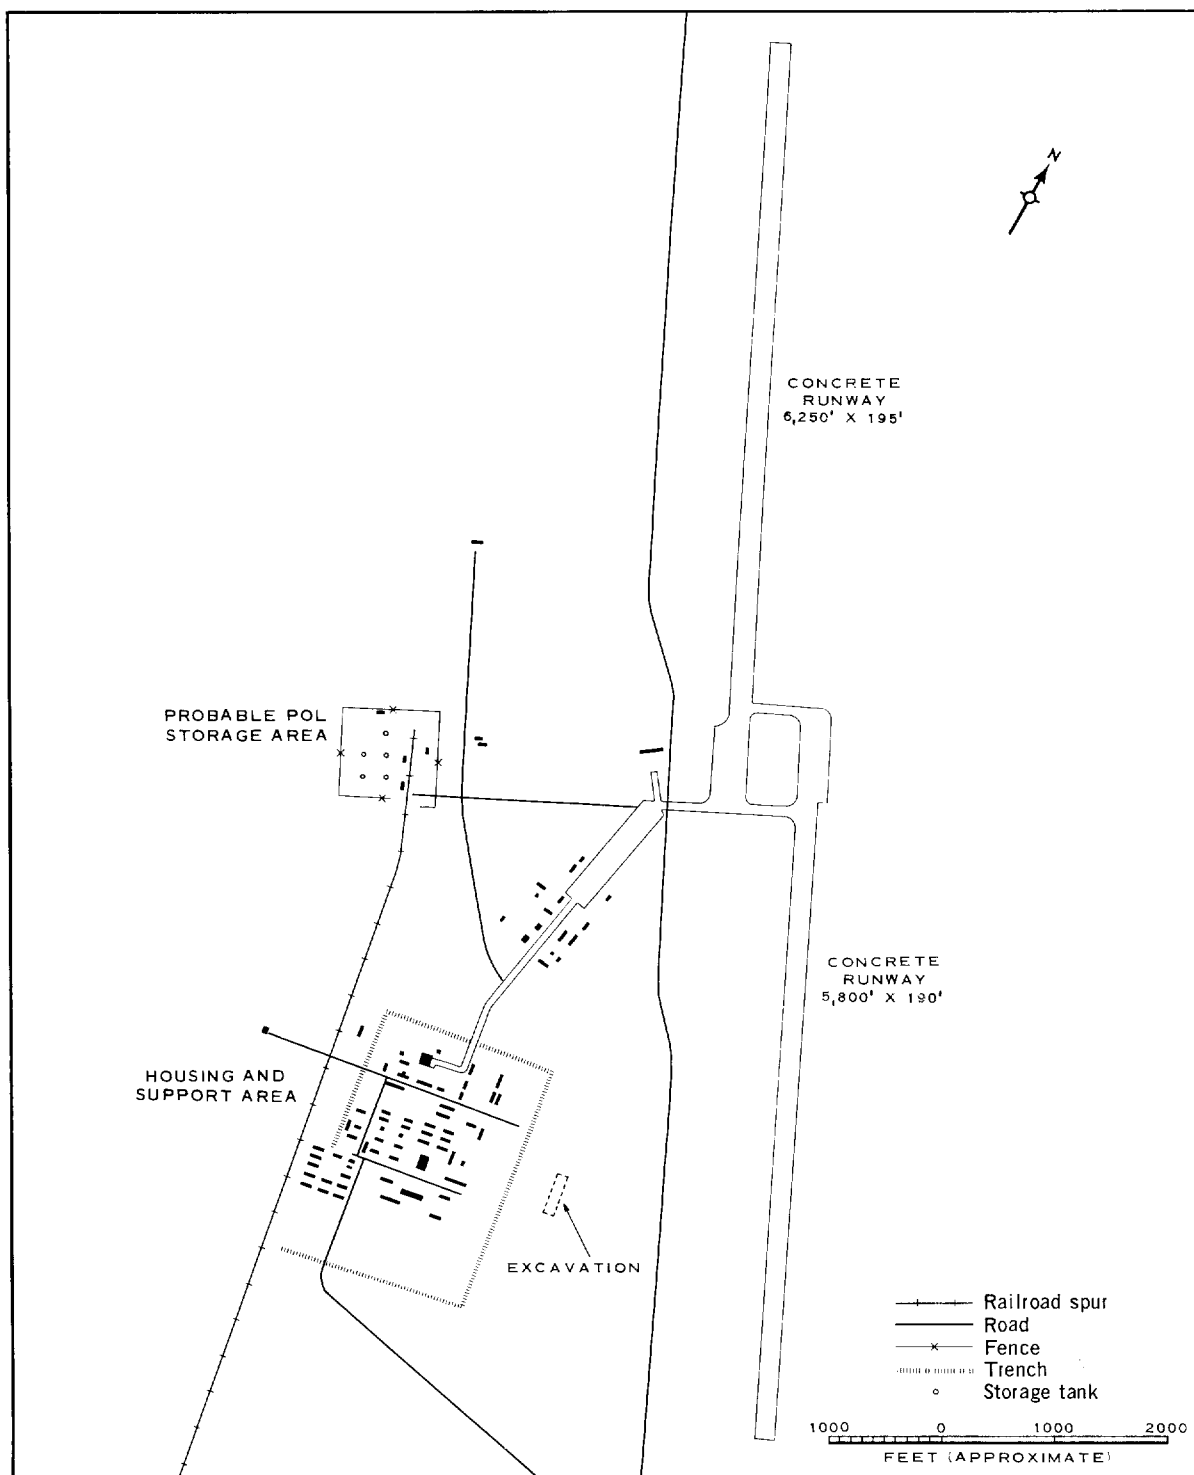 N
CONCRETE
RUNWAY
6,250' X 195'
PROBABLE POL
STORAGE AREA
CONCRETE
RUNWAY
5,800' X 190'
HOUSING AND
SUPPORT AREA
EXCAVATION
Railroad spur
Road
Fence
Trench
Storage tank
1000 0 1000 2000
FEET (APPROXIMATE)